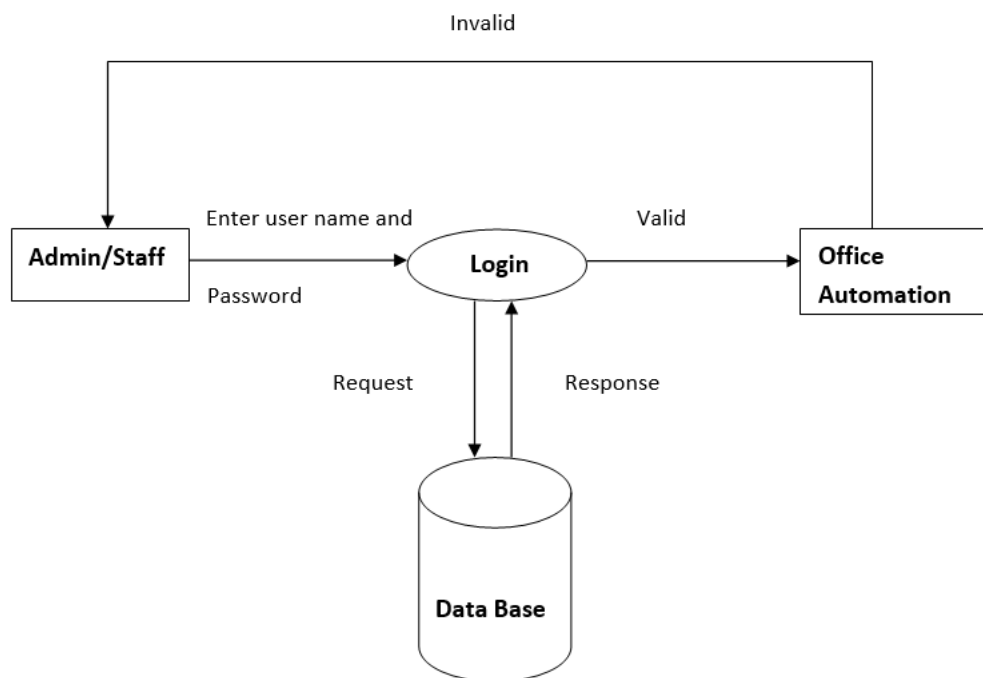 Invalid
Enter user name and
Valid
Admin/Staff
Login
Office
Automation
Password
Request
Response
Data Base